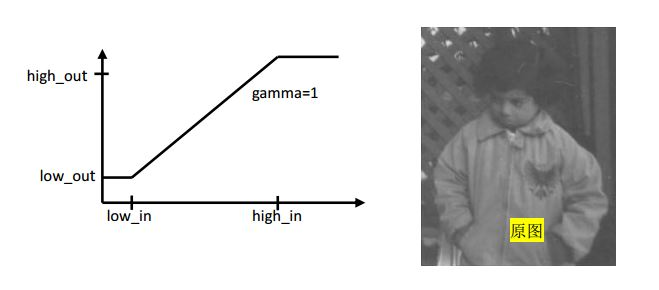 high_out
gamma=1
low_out
low_in
high_in
原图